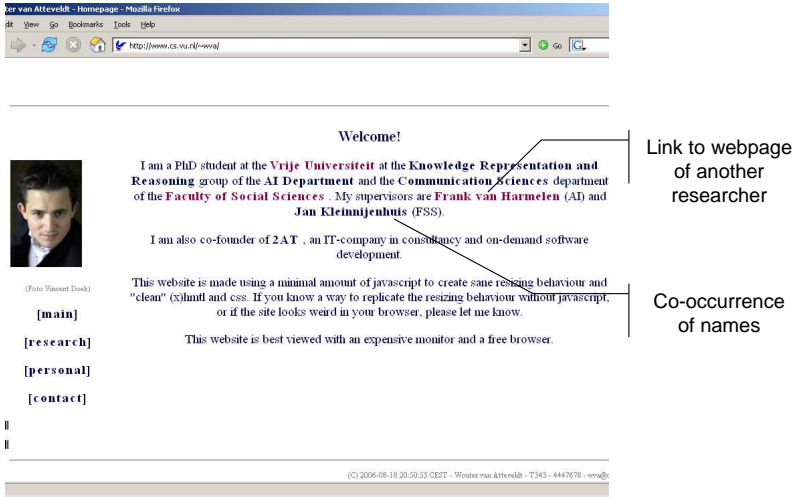 ter van Atteveldt - Homepage - Mozilla Firefox
dit View Go Bookmarks Tools Help
http://www.cs.vu.nl/~wva/
Go
Welcome!
I am a PhD student at the Vrije Universiteit at the Knowledge Representation and
Reasoning group of the AI Department and the Communication Sciences department
of the Faculty of Social Sciences . My supervisors are Frank van Harmelen (AI) and
Jan Kleinnijenhuis (FSS).
I am also co-founder of 2AT , an IT-company in consultancy and on-demand software
development.
This website is made using a minimal amount of javascript to create sane resizing behaviour and
"clean" (x)hmtl and css. If you know a way to replicate the resizing behaviour without javascript,
or if the site looks weird in your browser, please let me know.
This website is best viewed with an expensive monitor and a free browser.
(Foto Vincent Boek)
[main]
[research]
[personal]
[contact]
(C) 2006-08-18 20:50:55 CEST - Wouter van Atteveldt - T343 - 4447678 - wva@c
Link to webpage
of another
researcher
Co-occurrence
of names